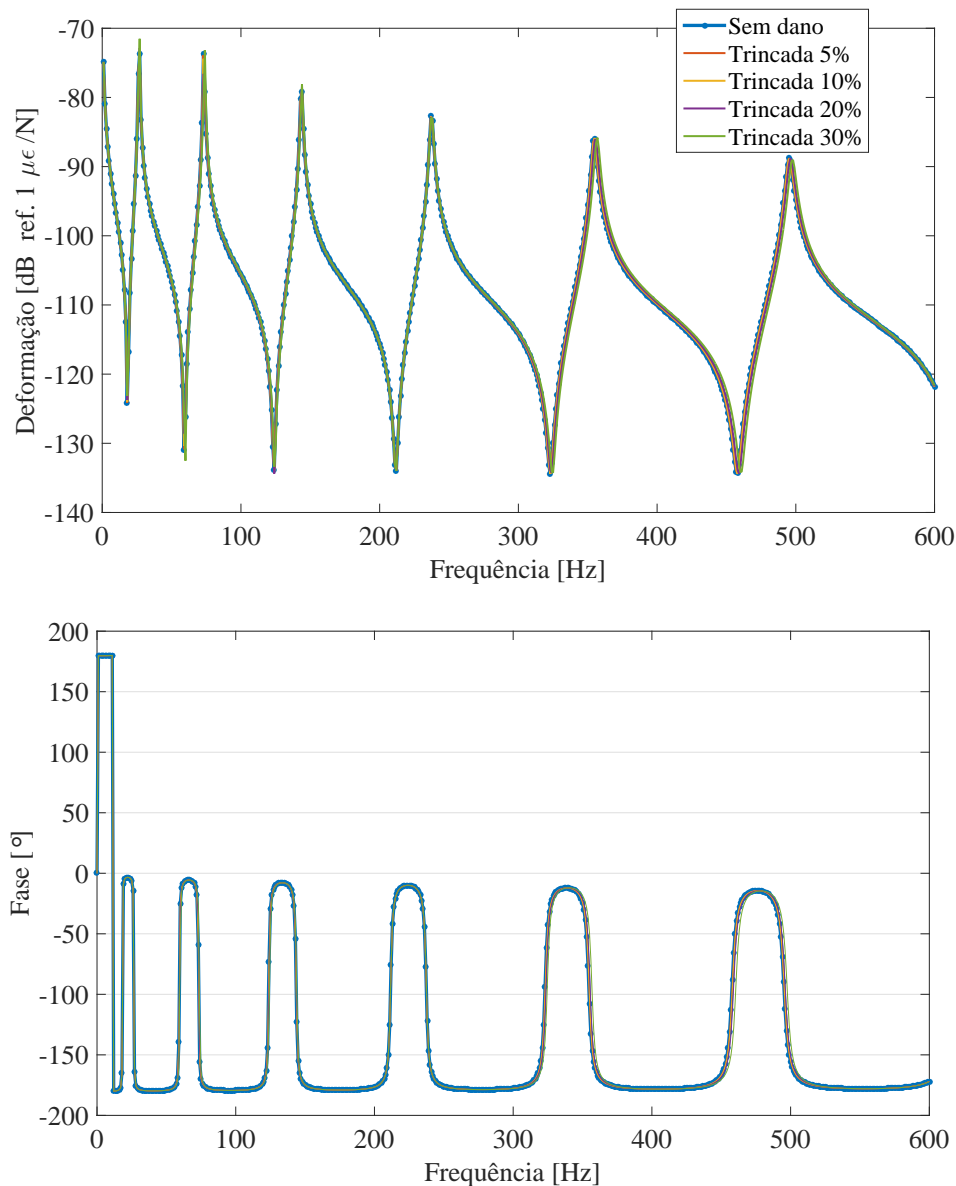 Sem dano
Trincada 5%
Trincada 10%
Trincada 20%
Trincada 30%
Deformação [dB ref. 1 με/N]
-70
-80
-90
-100
-110
-120
-130
-140
0 100 200 300 400 500 600
Frequência [Hz]
Fase [º]
200
150
100
50
0
-50
-100
-150
-200
0 100 200 300 400 500 600
Frequência [Hz]